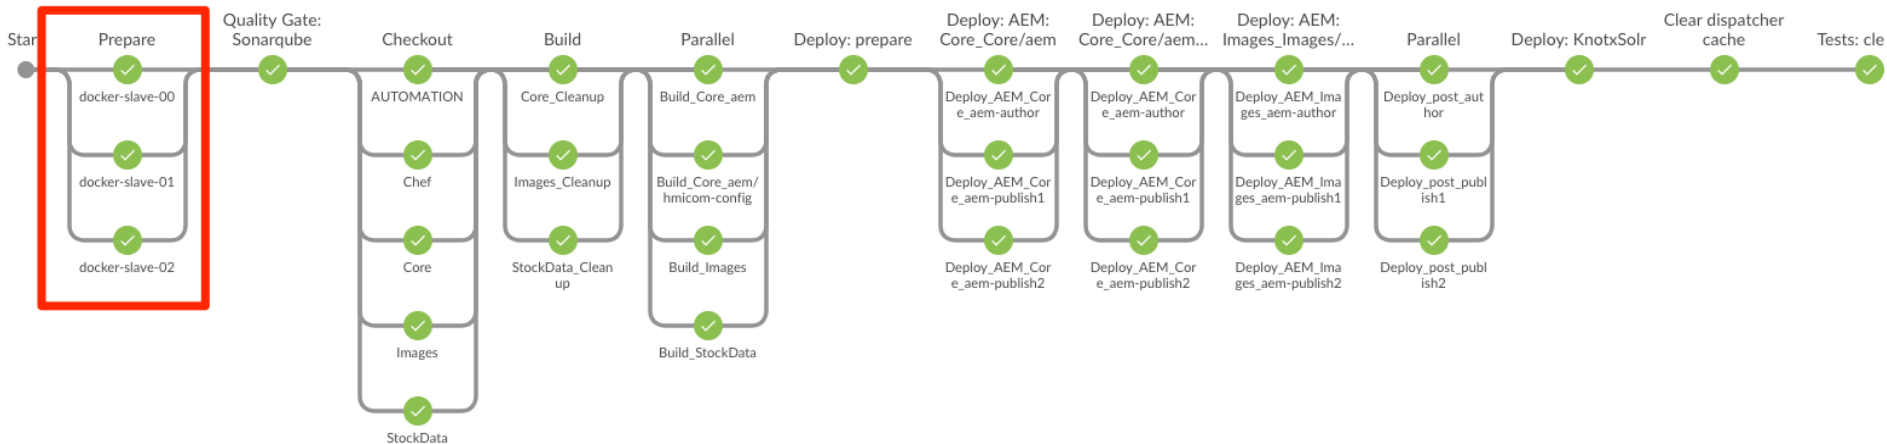 Star
Prepare
docker-slave-00
docker-slave-01
docker-slave-02
Quality Gate:
Sonarqube
Checkout
AUTOMATION
Chef
Core
Images
StockData
Build
Core_Cleanup
Images_Cleanup
StockData_Clean
up
Parallel
Build_Core_aem
Build_Core_aem/
hmicom-config
Build_Images
Build_StockData
Deploy: prepare
Deploy: AEM:
Core_Core/aem
Deploy_AEM_Cor
e_aem-author
Deploy_AEM_Cor
e_aem-publish1
Deploy_AEM_Cor
e_aem-publish2
Deploy: AEM:
Core_Core/aem...
Deploy_AEM_Cor
e_aem-author
Deploy_AEM_Cor
e_aem-publish1
Deploy_AEM_Cor
e_aem-publish2
Deploy: AEM:
Images_Images/...
Deploy_AEM_Ima
ges_aem-author
Deploy_AEM_Ima
ges_aem-publish1
Deploy_AEM_Ima
ges_aem-publish2
Parallel
Deploy_post_aut
hor
Deploy_post_publ
ish1
Deploy_post_publ
ish2
Deploy: KnotxSolr
Clear dispatcher
cache
Tests: cle